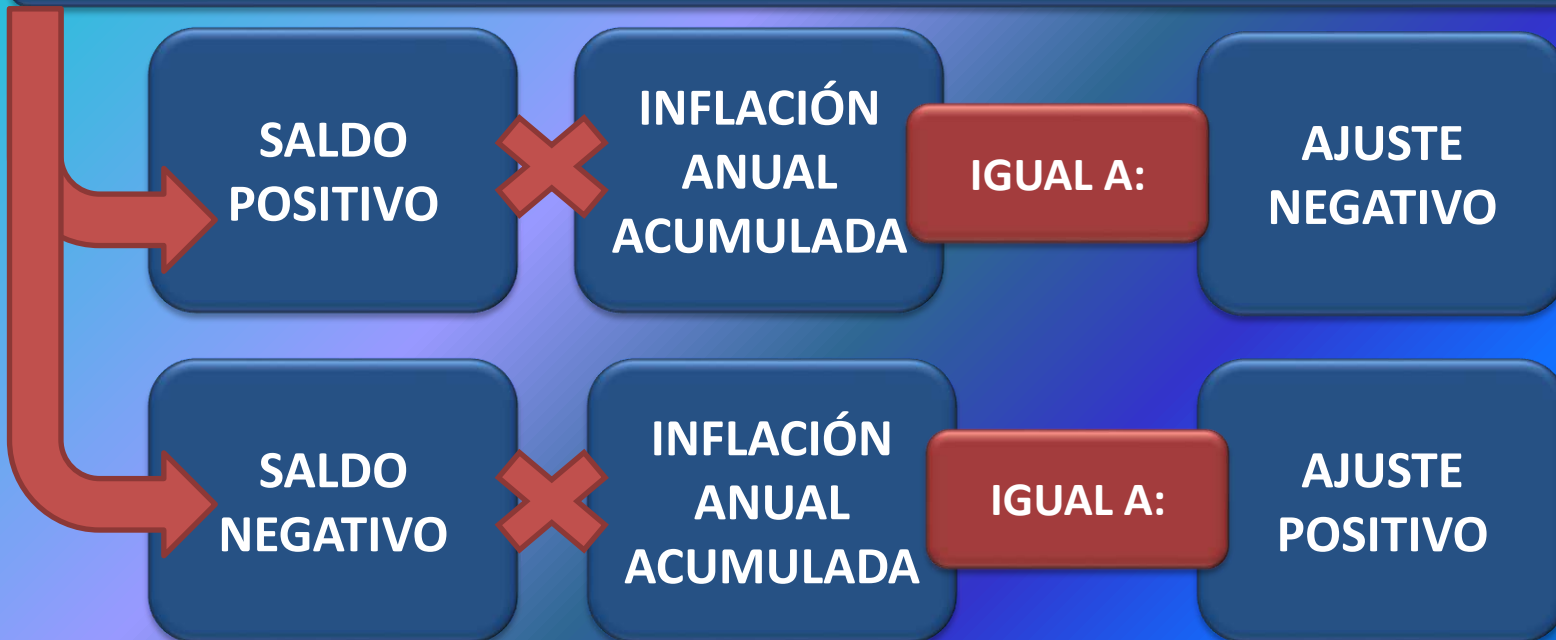 SALDO
POSITIVO
INFLACIÓN
ANUAL
ACUMULADA
IGUAL A:
AJUSTE
NEGATIVO
SALDO
NEGATIVO
INFLACIÓN
ANUAL
ACUMULADA
IGUAL A:
AJUSTE
POSITIVO